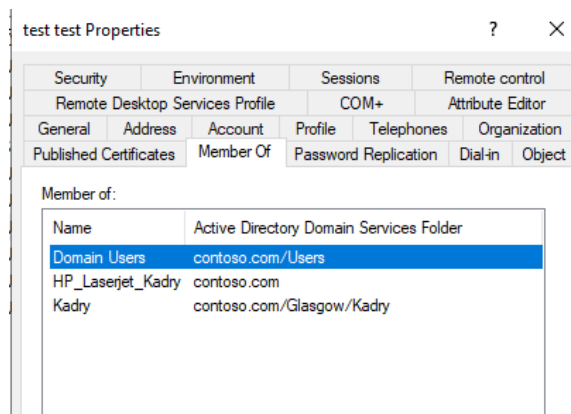 test test Properties ? ×
Security Environment Sessions Remote control
Remote Desktop Services Profile COM+ Attribute Editor
General Address Account Profile Telephones Organization
Published Certificates Member Of Password Replication Dial-in Object
Member of:
Name Active Directory Domain Services Folder
Domain Users contoso.com/Users
HP_Laserjet_Kadry contoso.com
Kadry contoso.com/Glasgow/Kadry